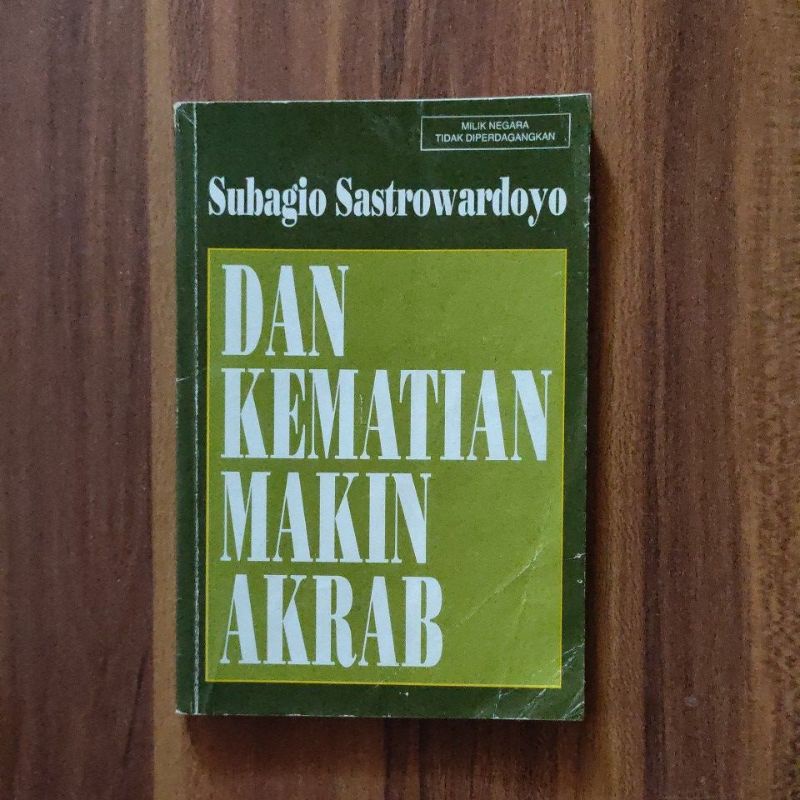 MILIK NEGARA
TIDAK DIPERDAGANGKAN
Subagio Sastrowardoyo
DAN
KEMATIAN
MAKIN
AKRAB